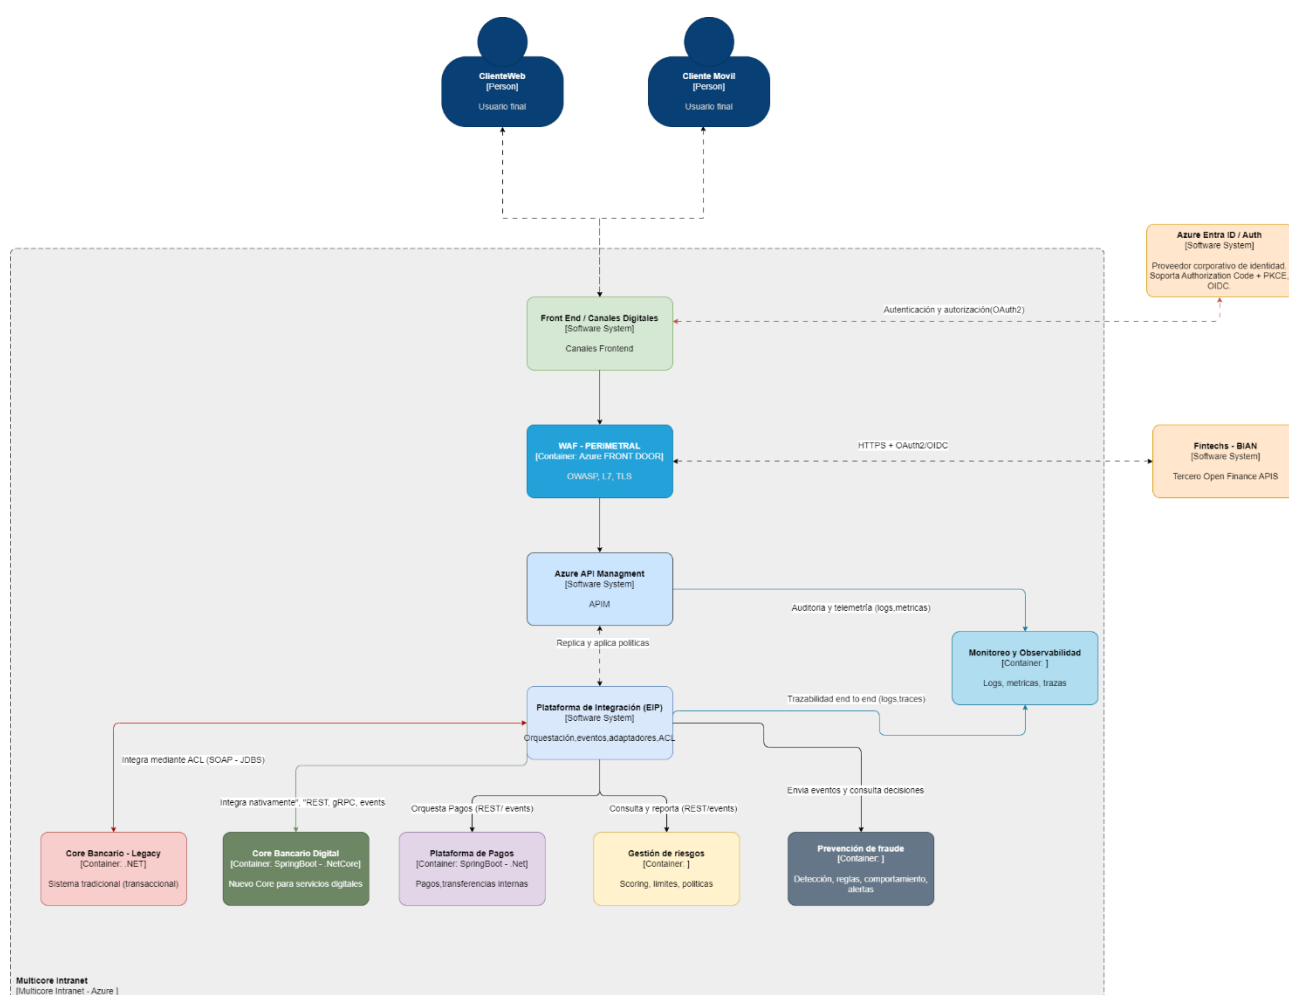 ClienteWeb
[Person]
Usuario final
Cliente Movil
[Person]
Usuario final
Azure Entra ID / Auth
[Software System]
Proveedor corporativo de identidad.
Soporta Authorization Code + PKCE,
OIDC.
Front End / Canales Digitales
[Software System]
Canales Frontend
Autenticación y autorización(OAuth2)
WAF - PERIMETRAL
[Container: Azure FRONT DOOR]
OWASP, L7, TLS
HTTPS + OAuth2/OIDC
Fintechs - BIAN
[Software System]
Tercero Open Finance APIS
Azure API Managment
[Software System]
APIM
Auditoria y telemetría (logs,metricas)
Replica y aplica politicas
Monitoreo y Observabilidad
[Container: ]
Logs, metricas, trazas
Plataforma de Integración (EIP)
[Software System]
Orquestación,eventos,adaptadores,ACL
Trazabilidad end to end (logs,traces)
Integra mediante ACL (SOAP - JDBS)
Integra nativamente", "REST, gRPC, events
Orquesta Pagos (REST/ events)
Consulta y reporta (REST/events)
Envia eventos y consulta decisiones
Core Bancario - Legacy
[Container: .NET]
Sistema tradicional (transaccional)
Core Bancario Digital
[Container: SpringBoot - .NetCore]
Nuevo Core para servicios digitales
Plataforma de Pagos
[Container: SpringBoot - .Net]
Pagos,transferencias internas
Gestión de riesgos
[Container: ]
Scoring, limites, politicas
Prevención de fraude
[Container: ]
Detección, reglas, comportamiento,
alertas
Multicore Intranet
[Multicore Intranet - Azure ]